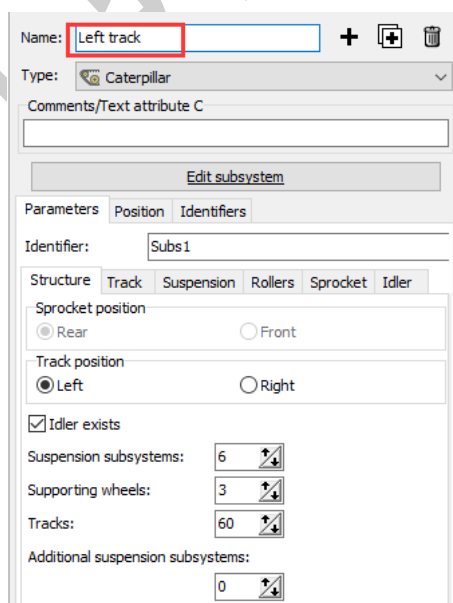 Name: Left track
Type: Caterpillar
Comments/Text attribute C
Edit subsystem
Parameters Position Identifiers
Identifier: Subs1
Structure Track Suspension Rollers Sprocket Idler
Sprocket position
Rear Front
Track position
Left Right
Idler exists
Suspension subsystems: 6
Supporting wheels: 3
Tracks: 60
Additional suspension subsystems:
0